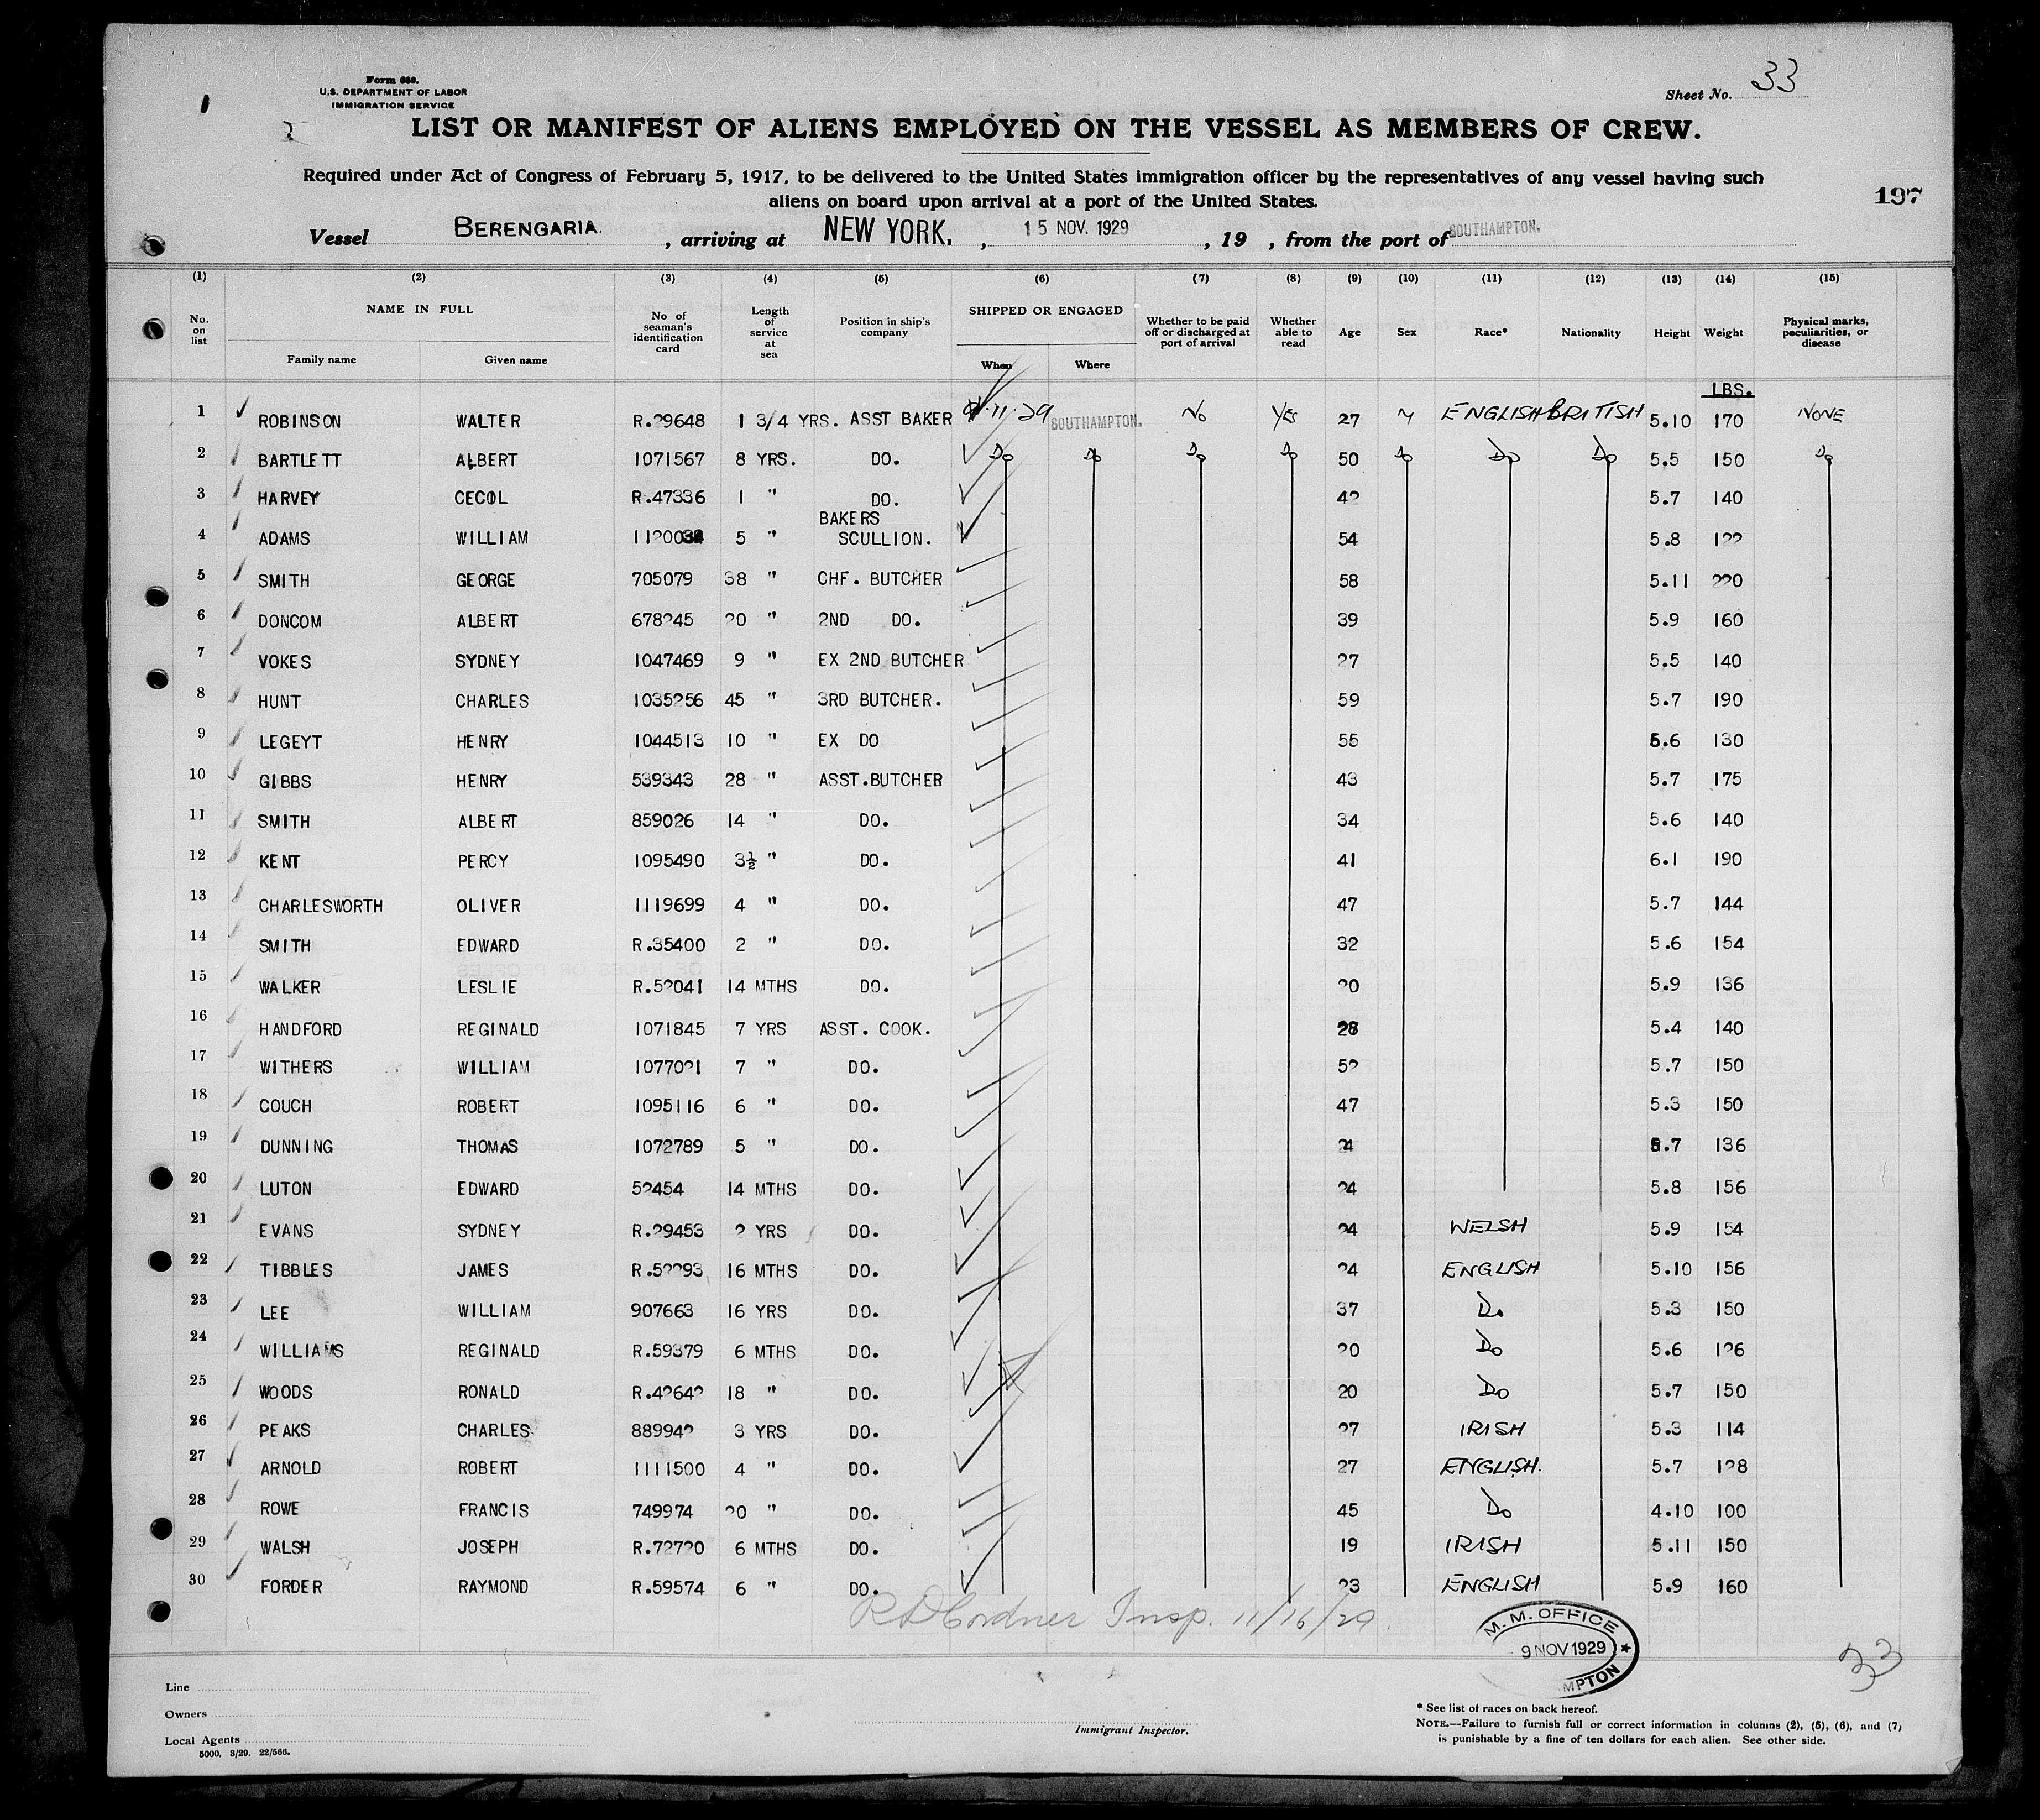 Form 680.
U.S. DEPARTMENT OF LABOR
IMMIGRATION SERVICE
Sheet No. 33
LIST OR MANIFEST OF ALIENS EMPLOYED ON THE VESSEL AS MEMBERS OF CREW.
Required under Act of Congress of February 5, 1917, to be delivered to the United States immigration officer by the representatives of any vessel having such
aliens on board upon arrival at a port of the United States.
197
Vessel BERENGARIA. , arriving at NEW YORK. , 15 NOV. 1929 , 19 , from the port of SOUTHAMPTON.
(1) (2) (3) (4) (5) (6) (7) (8) (9) (10) (11) (12) (13) (14) (15)
No. on list
NAME IN FULL
Family name Given name
No of seaman's identification card
Length of service at sea
Position in ship's company
SHIPPED OR ENGAGED
When Where
Whether to be paid off or discharged at port of arrival
Whether able to read
Age Sex Race* Nationality Height Weight
Physical marks, peculiarities, or disease
LBS.
1 ROBINSON WALTER R.29648 1 3/4 YRS. ASST BAKER 9.11.29 SOUTHAMPTON. NO YES 27 M ENGLISH BRITISH 5.10 170 NONE
2 BARTLETT ALBERT 1071567 8 YRS. DO. Do Do Do Do 50 Do Do Do 5.5 150 Do
3 HARVEY CECOL R.47336 1 " DO. 42 5.7 140
4 ADAMS WILLIAM 5 " BAKERS SCULLION. 54 5.8 122
5 SMITH GEORGE 705079 38 " CHF. BUTCHER 58 5.11 220
6 DONCOM ALBERT 678245 20 " 2ND DO. 39 5.9 160
7 VOKES SYDNEY 1047469 9 " EX 2ND BUTCHER 27 5.5 140
8 HUNT CHARLES 1035256 45 " 3RD BUTCHER. 59 5.7 190
9 LEGEYT HENRY 1044513 10 " EX DO 55 5.6 130
10 GIBBS HENRY 539343 28 " ASST.BUTCHER 43 5.7 175
11 SMITH ALBERT 859026 14 " DO. 34 5.6 140
12 KENT PERCY 1095490 3½ " DO. 41 6.1 190
13 CHARLESWORTH OLIVER 1119699 4 " DO. 47 5.7 144
14 SMITH EDWARD R.35400 2 " DO. 32 5.6 154
15 WALKER LESLIE R.52041 14 MTHS DO. 20 5.9 136
16 HANDFORD REGINALD 1071845 7 YRS ASST. COOK. 28 5.4 140
17 WITHERS WILLIAM 1077021 7 " DO. 52 5.7 150
18 COUCH ROBERT 1095116 6 " DO. 47 5.3 150
19 DUNNING THOMAS 1072789 5 " DO. 24 5.7 136
20 LUTON EDWARD 52454 14 MTHS DO. 24 5.8 156
21 EVANS SYDNEY R.29453 2 YRS DO. 24 WELSH 5.9 154
22 TIBBLES JAMES R.52293 16 MTHS DO. 24 ENGLISH 5.10 156
23 LEE WILLIAM 907663 16 YRS DO. 37 Do. 5.3 150
24 WILLIAMS REGINALD R.59379 6 MTHS DO. 20 Do 5.6 126
25 WOODS RONALD R.42642 18 " DO. 20 Do 5.7 150
26 PEAKS CHARLES 889942 3 YRS DO. 27 IRISH 5.3 114
27 ARNOLD ROBERT 1111500 4 " DO. 27 ENGLISH. 5.7 128
28 ROWE FRANCIS 749974 20 " DO. 45 Do 4.10 100
29 WALSH JOSEPH R.72720 6 MTHS DO. 19 IRISH 5.11 150
30 FORDER RAYMOND R.59574 6 " DO. 23 ENGLISH 5.9 160
Insp. 11/16/29
M. M. OFFICE
9 NOV 1929
MPTON
33
Line
Owners
Local Agents
5000. 3/29. 22/566.
Immigrant Inspector.
* See list of races on back hereof.
NOTE.—Failure to furnish full or correct information in columns (2), (5), (6), and (7)
is punishable by a fine of ten dollars for each alien. See other side.